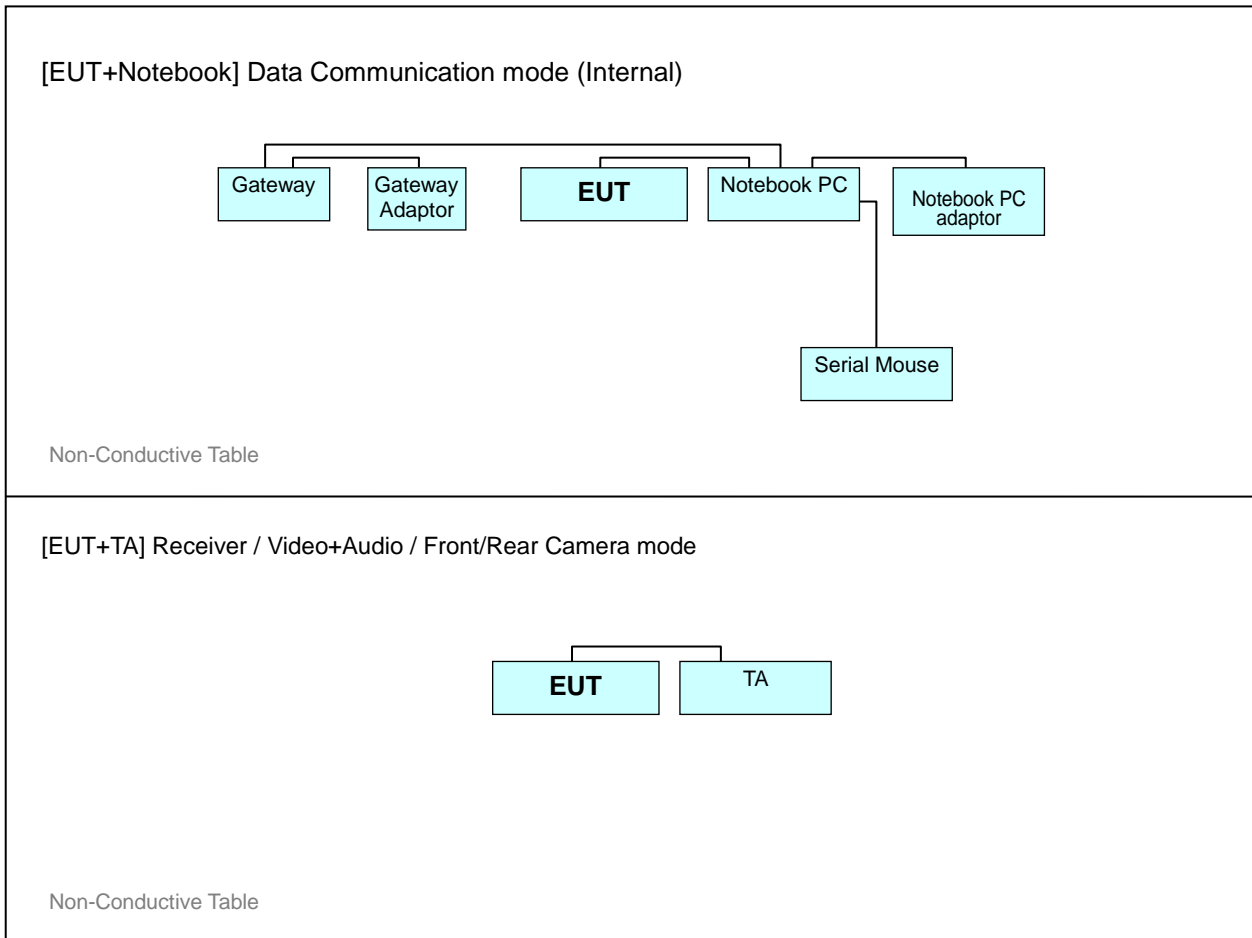 [EUT+Notebook] Data Communication mode (Internal)
Gateway
Gateway
Adaptor
EUT
Notebook PC
Notebook PC
adaptor
Serial Mouse
Non-Conductive Table
[EUT+TA] Receiver / Video+Audio / Front/Rear Camera mode
EUT
TA
Non-Conductive Table